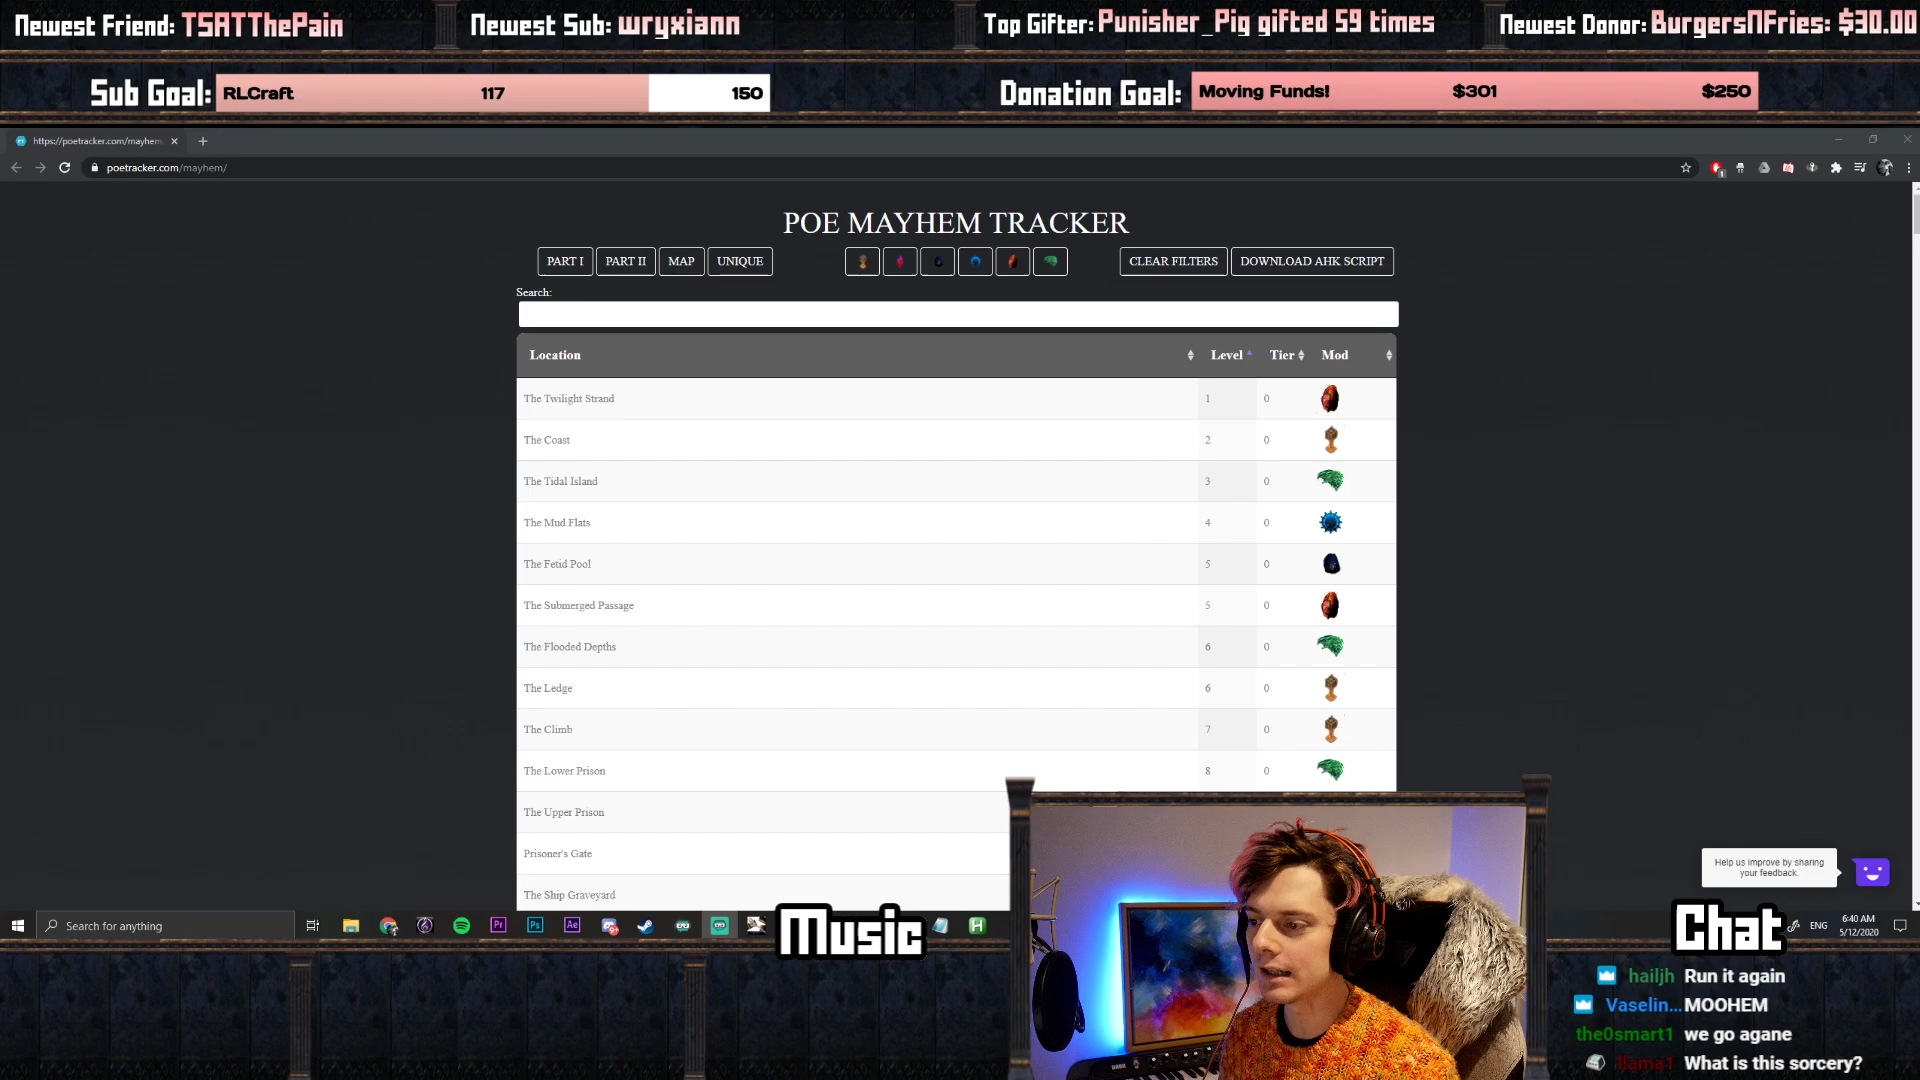 Newest Friend: TSATThePain
Newest Sub: wryxiann
Top Gifter: Punisher_Pig gifted 59 times
Newest Donor: BurgersNFries: $30.00
Sub Goal: RLCraft 117 150
Donation Goal: Moving Funds! $301 $250
https://poetracker.com/mayhem
poetracker.com/mayhem/
POE MAYHEM TRACKER
PART I PART II MAP UNIQUE CLEAR FILTERS DOWNLOAD AHK SCRIPT
Search:
Location Level Tier Mod
The Twilight Strand 1 0
The Coast 2 0
The Tidal Island 3 0
The Mud Flats 4 0
The Fetid Pool 5 0
The Submerged Passage 5 0
The Flooded Depths 6 0
The Ledge 6 0
The Climb 7 0
The Lower Prison 8 0
The Upper Prison
Prisoner's Gate
The Ship Graveyard
Help us improve by sharing
your feedback.
Search for anything
Pr Ps Ae
Music
Chat
ENG
6:40 AM
5/12/2020
hailjh Run it again
Vaselin... MOOHEM
the0smart1 we go agane
llama1 What is this sorcery?